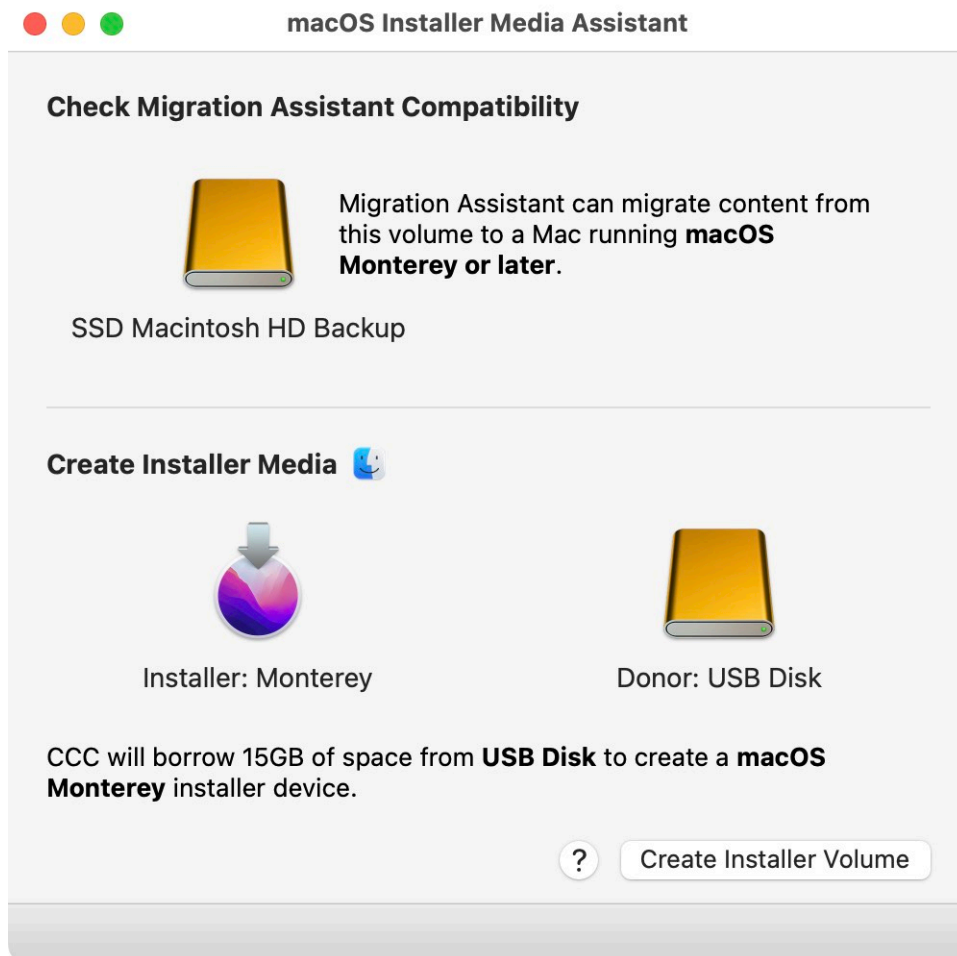 macOS Installer Media Assistant
Check Migration Assistant Compatibility
Migration Assistant can migrate content from
this volume to a Mac running macOS
Monterey or later.
SSD Macintosh HD Backup
Create Installer Media
Installer: Monterey
Donor: USB Disk
CCC will borrow 15GB of space from USB Disk to create a macOS
Monterey installer device.
?
Create Installer Volume